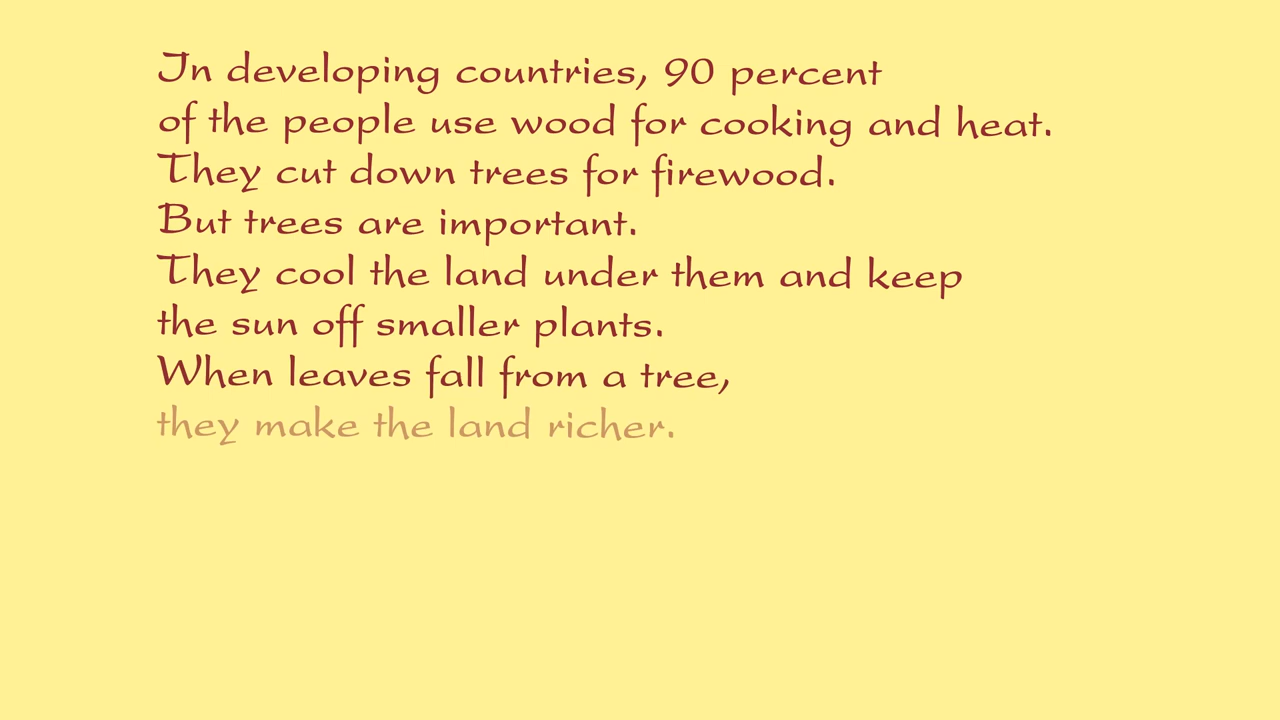 In developing countries, 90 percent
of the people use wood for cooking and heat.
They cut down trees for firewood.
But trees are important.
They cool the land under them and keep
the sun off smaller plants.
When leaves fall from a tree,
they make the land richer.